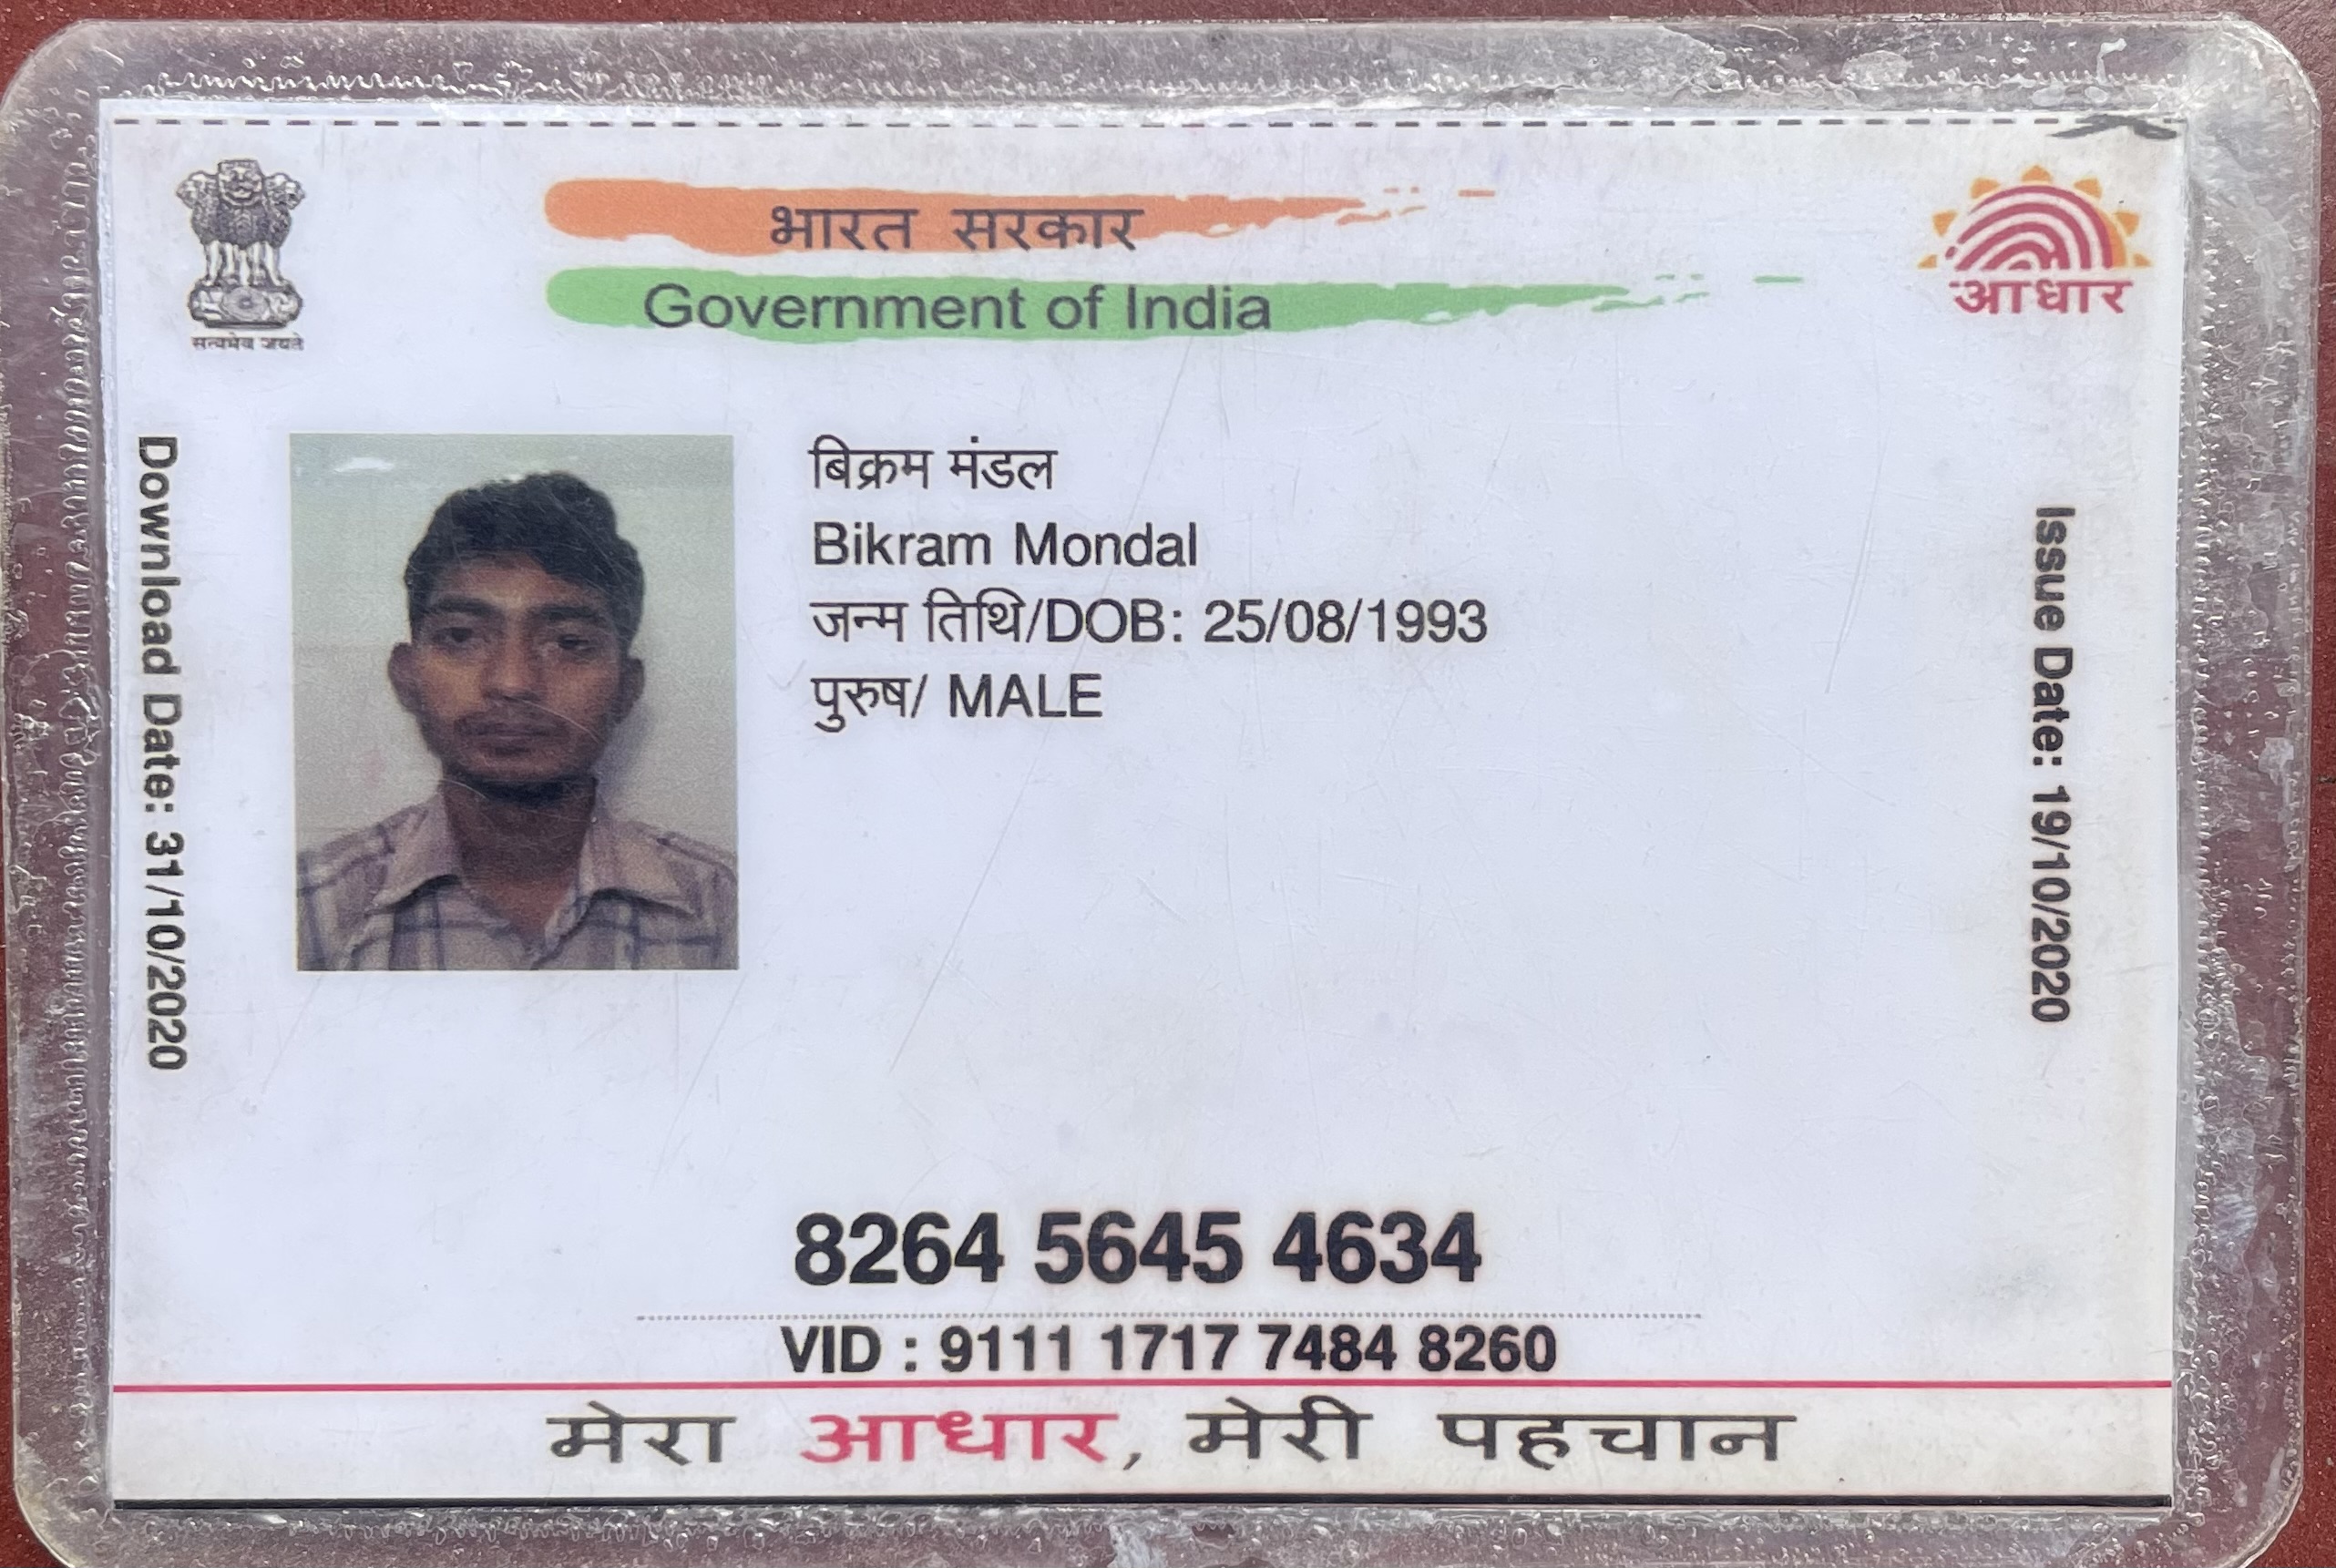 भारत सरकार
Government of India
सत्यमेव जयते
आधार
Download Date: 31/10/2020
बिक्रम मंडल
Bikram Mondal
जन्म तिथि/DOB: 25/08/1993
पुरुष/ MALE
Issue Date: 19/10/2020
8264 5645 4634
VID : 9111 1717 7484 8260
मेरा आधार, मेरी पहचान